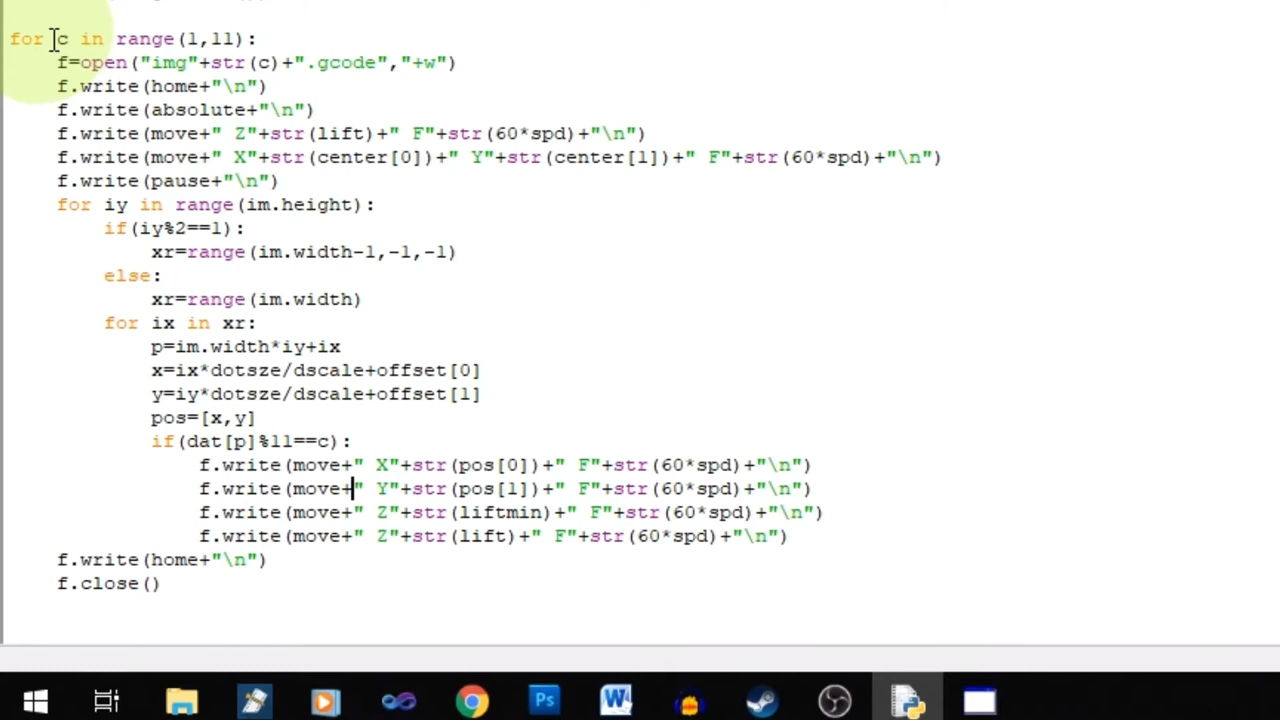 for c in range(1,11):
    f=open("img"+str(c)+".gcode","+w")
    f.write(home+"\n")
    f.write(absolute+"\n")
    f.write(move+" Z"+str(lift)+" F"+str(60*spd)+"\n")
    f.write(move+" X"+str(center[0])+" Y"+str(center[1])+" F"+str(60*spd)+"\n")
    f.write(pause+"\n")
    for iy in range(im.height):
        if(iy%2==1):
            xr=range(im.width-1,-1,-1)
        else:
            xr=range(im.width)
        for ix in xr:
            p=im.width*iy+ix
            x=ix*dotsze/dscale+offset[0]
            y=iy*dotsze/dscale+offset[1]
            pos=[x,y]
            if(dat[p]%11==c):
                f.write(move+" X"+str(pos[0])+" F"+str(60*spd)+"\n")
                f.write(move+" Y"+str(pos[1])+" F"+str(60*spd)+"\n")
                f.write(move+" Z"+str(liftmin)+" F"+str(60*spd)+"\n")
                f.write(move+" Z"+str(lift)+" F"+str(60*spd)+"\n")
    f.write(home+"\n")
    f.close()
Ps
W